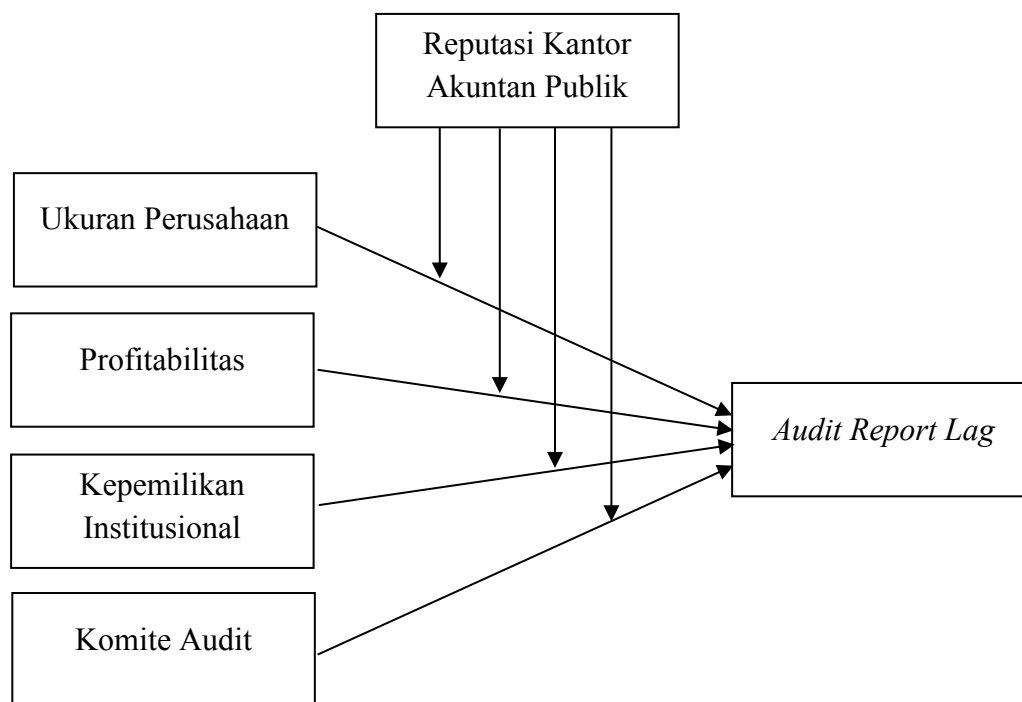 Reputasi Kantor
Akuntan Publik
Ukuran Perusahaan
Profitabilitas
Audit Report Lag
Kepemilikan
Institusional
Komite Audit